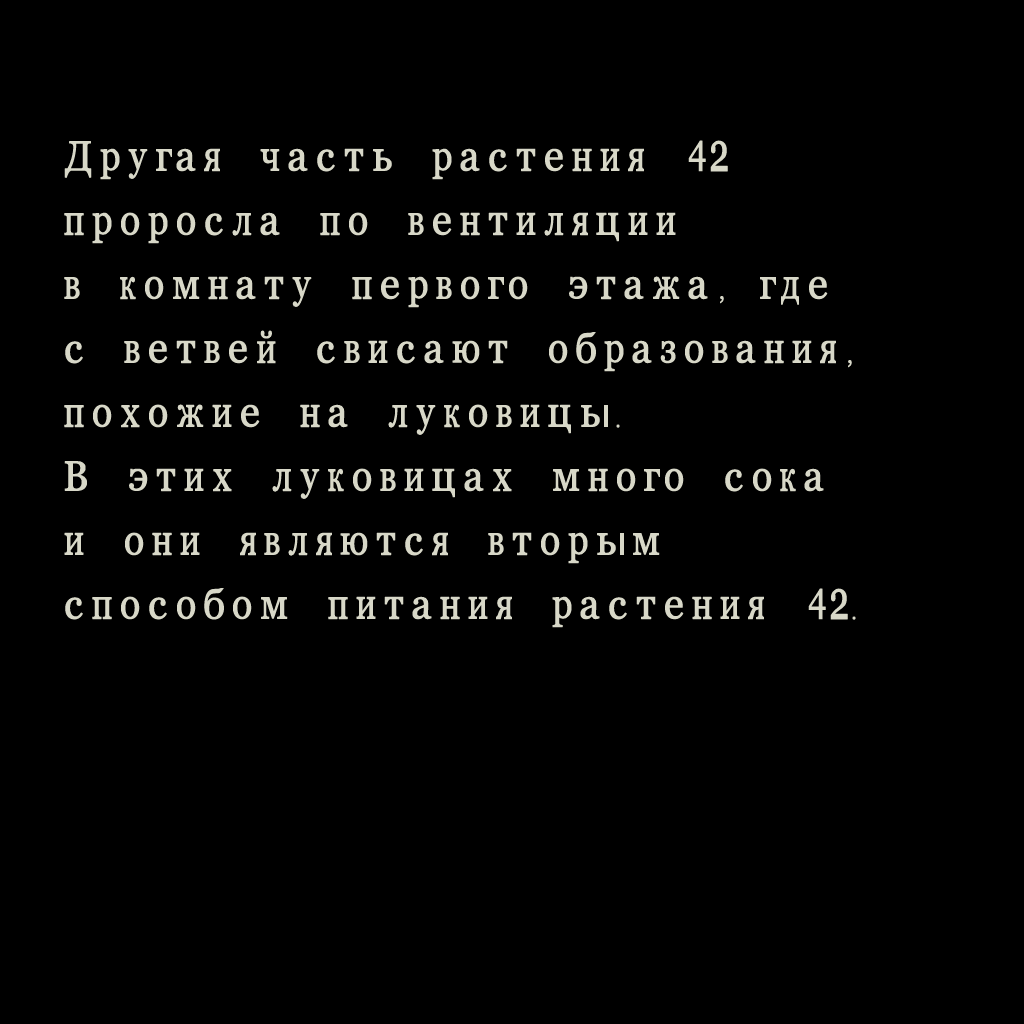 Другая часть растения 42
проросла по вентиляции
в комнату первого этажа, где
с ветвей свисают образования,
похожие на луковицы.
В этих луковицах много сока
и они являются вторым
способом питания растения 42.